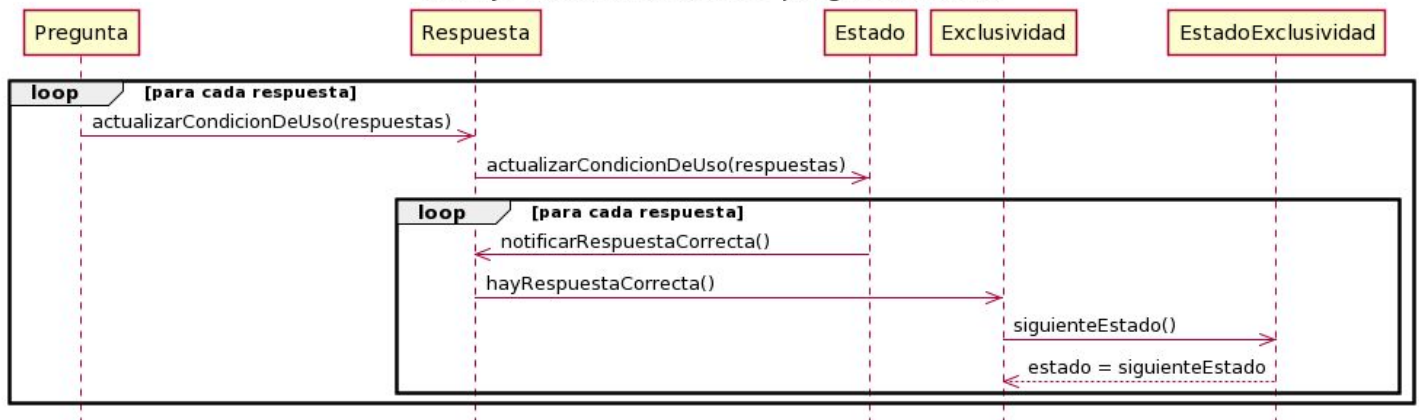 Pregunta
Respuesta
Estado
Exclusividad
EstadoExclusividad
loop
[para cada respuesta]
actualizarCondicionDeUso(respuestas)
actualizarCondicionDeUso(respuestas)
loop
[para cada respuesta]
notificarRespuestaCorrecta()
hayRespuestaCorrecta()
siguienteEstado()
estado = siguienteEstado